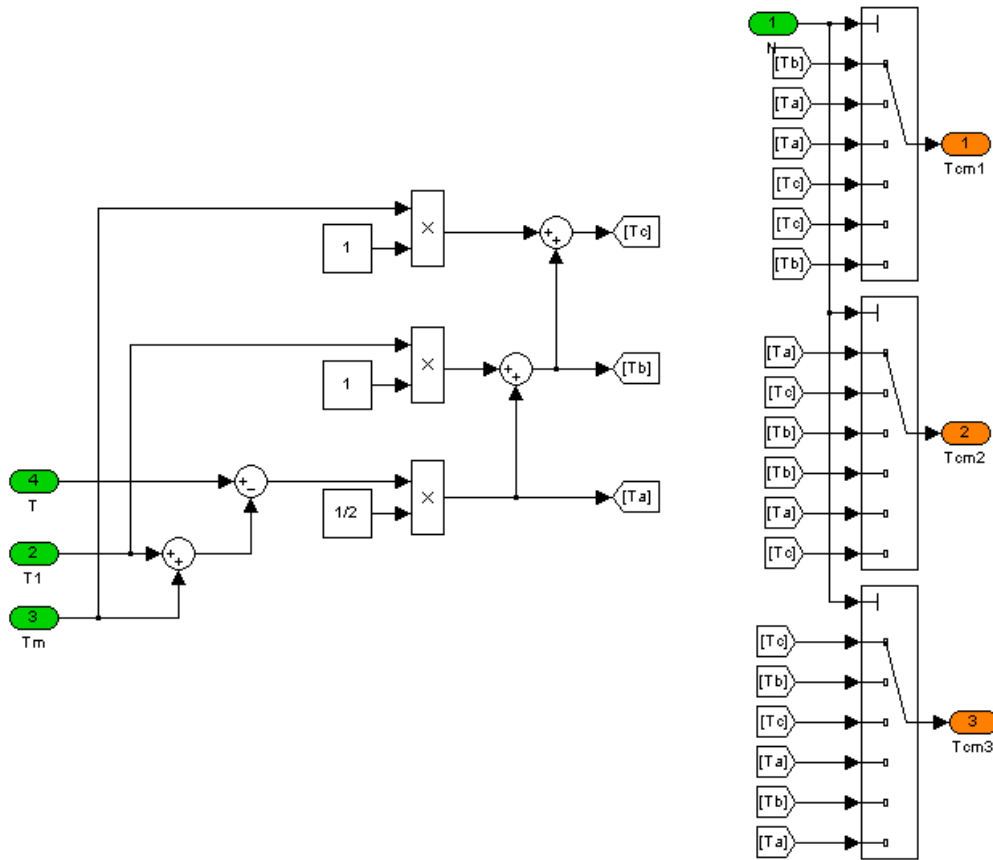 1
N
[Tb]
[Ta]
[Ta]
[Tc]
[Tc]
[Tb]
1
Tcm1
1
×
[Tc]
1
×
[Tb]
1/2
×
[Ta]
4
T
2
T1
3
Tm
[Ta]
[Tc]
[Tb]
[Tb]
[Ta]
[Tc]
2
Tcm2
[Tc]
[Tb]
[Tc]
[Ta]
[Tb]
[Ta]
3
Tcm3